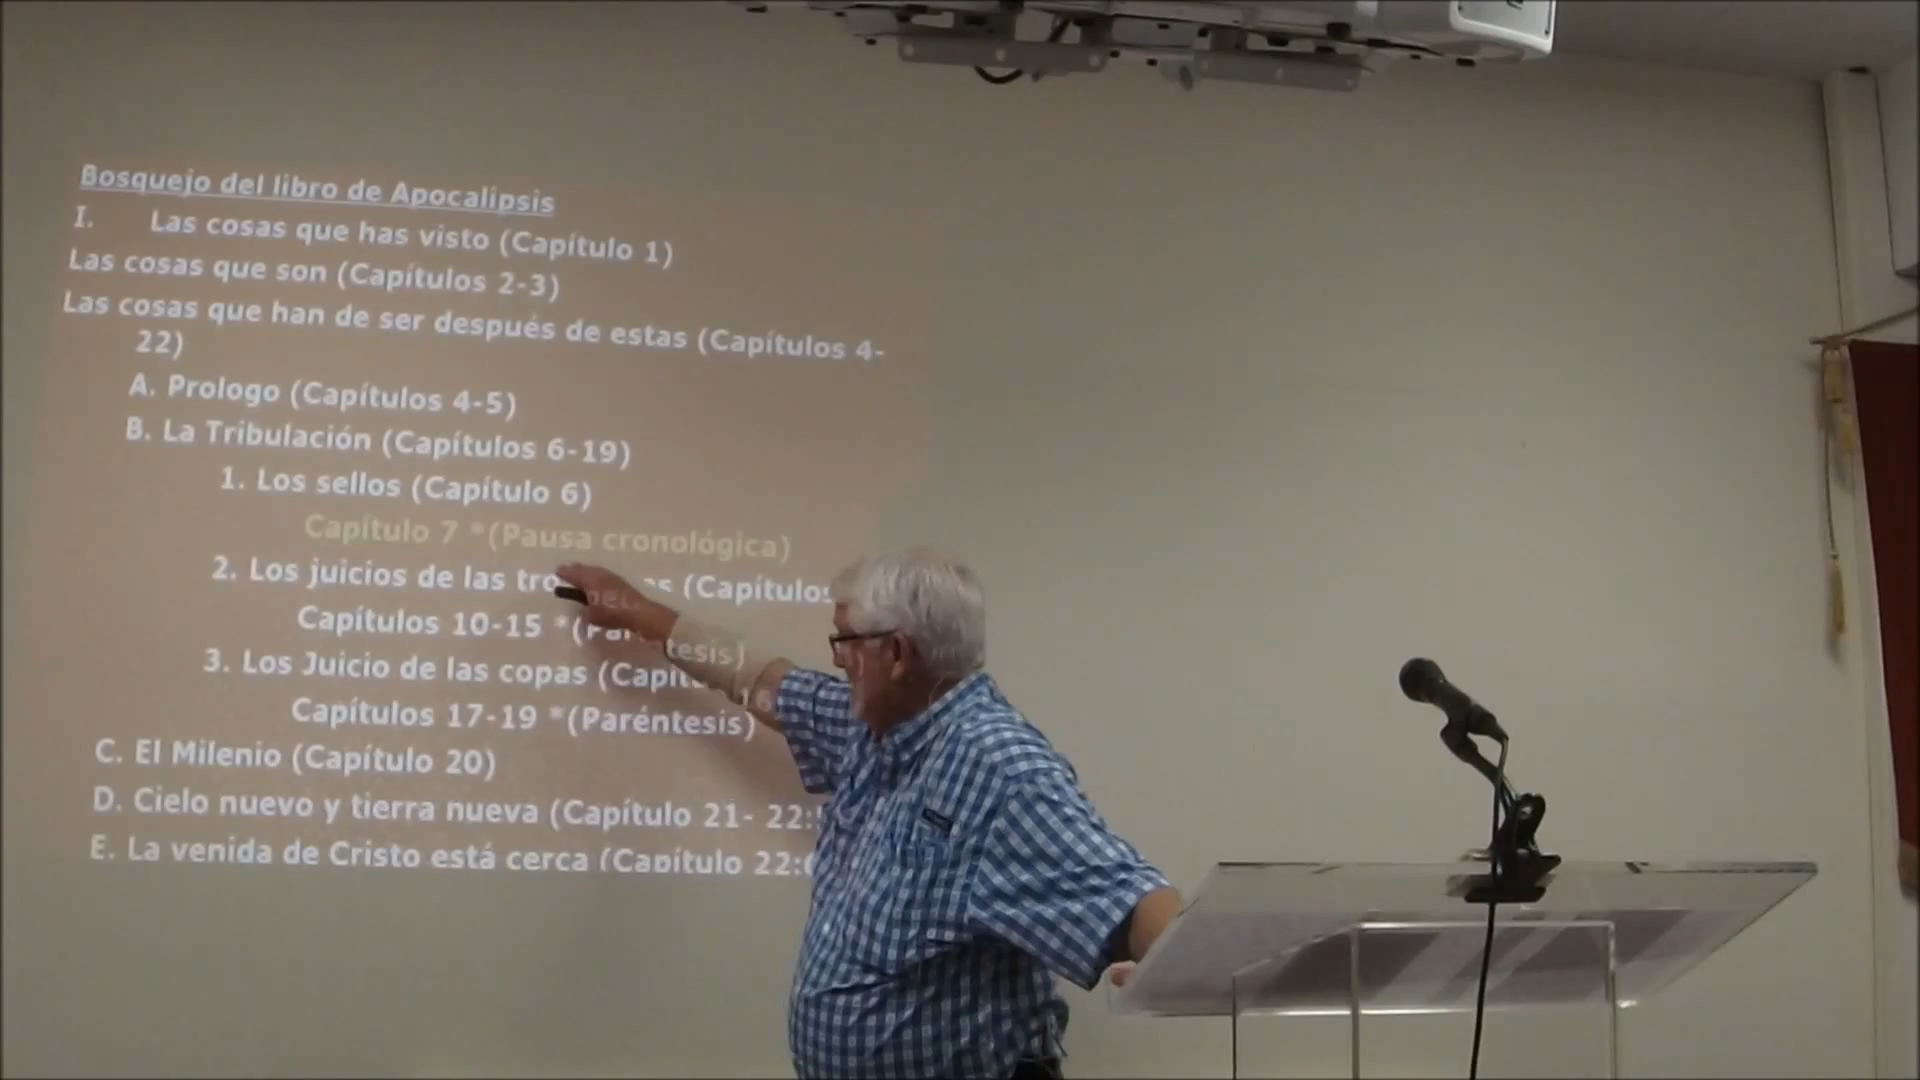 Bosquejo del libro de Apocalipsis
I. Las cosas que has visto (Capítulo 1)
Las cosas que son (Capítulos 2-3)
Las cosas que han de ser después de estas (Capítulos 4-
22)
A. Prologo (Capítulos 4-5)
B. La Tribulación (Capítulos 6-19)
1. Los sellos (Capítulo 6)
Capítulo 7 *(Pausa cronológica)
2. Los juicios de las (Capítulos
Capítulos 10-15
3. Los Juicio de las copas
Capítulos 17-19 *(Paréntesis)
C. El Milenio (Capítulo 20)
D. Cielo nuevo y tierra nueva (Capítulo 21- 22:
E. La venida de Cristo está cerca (Capítulo 22: